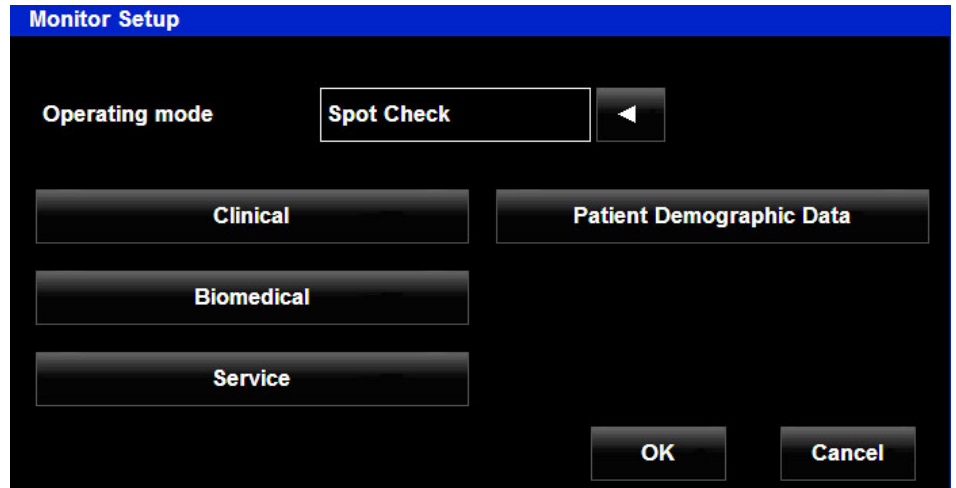 Monitor Setup
Operating mode Spot Check
Clinical Patient Demographic Data
Biomedical
Service
OK Cancel